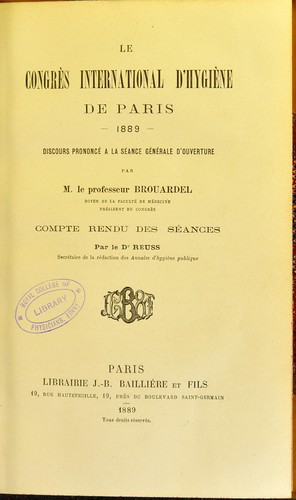 LE
CONGRÈS INTERNATIONAL D'HYGIÈNE
DE PARIS
— 1889 —
DISCOURS PRONONCÉ A LA SÉANCE GÉNÉRALE D'OUVERTURE
PAR
M. le professeur BROUARDEL
DOYEN DE LA FACULTÉ DE MÉDECINE
PRÉSIDENT DU CONGRÈS
COMPTE RENDU DES SÉANCES
Par le Dr REUSS
Secrétaire de la rédaction des Annales d'hygiène publique
ROYAL COLLEGE OF
LIBRARY
PHYSICIANS, EDINr
PARIS
LIBRAIRIE J.-B. BAILLIÈRE ET FILS
19, RUE HAUTEFEUILLE, 19, PRÈS DU BOULEVARD SAINT-GERMAIN
1889
Tous droits réservés.